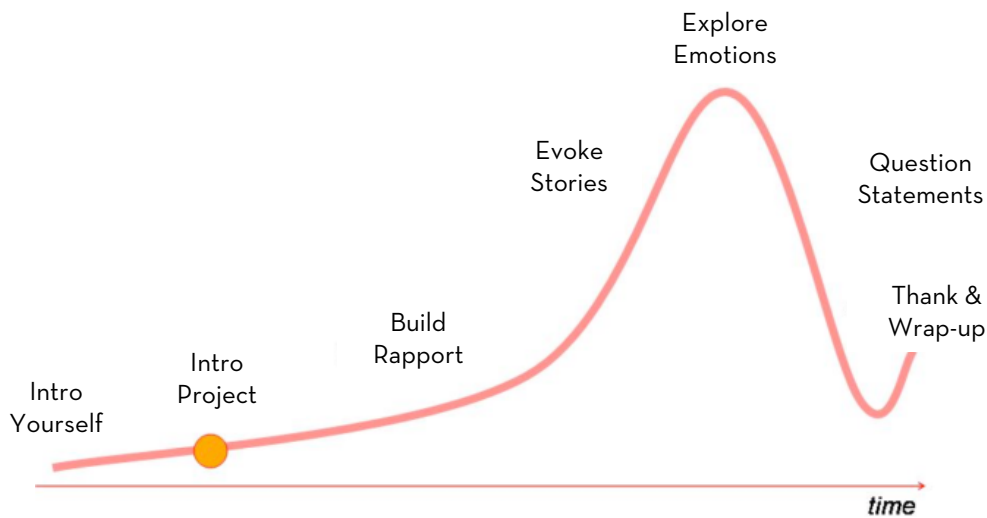 Explore
Emotions
Evoke
Stories
Question
Statements
Thank &
Wrap-up
Build
Rapport
Intro
Project
Intro
Yourself
time